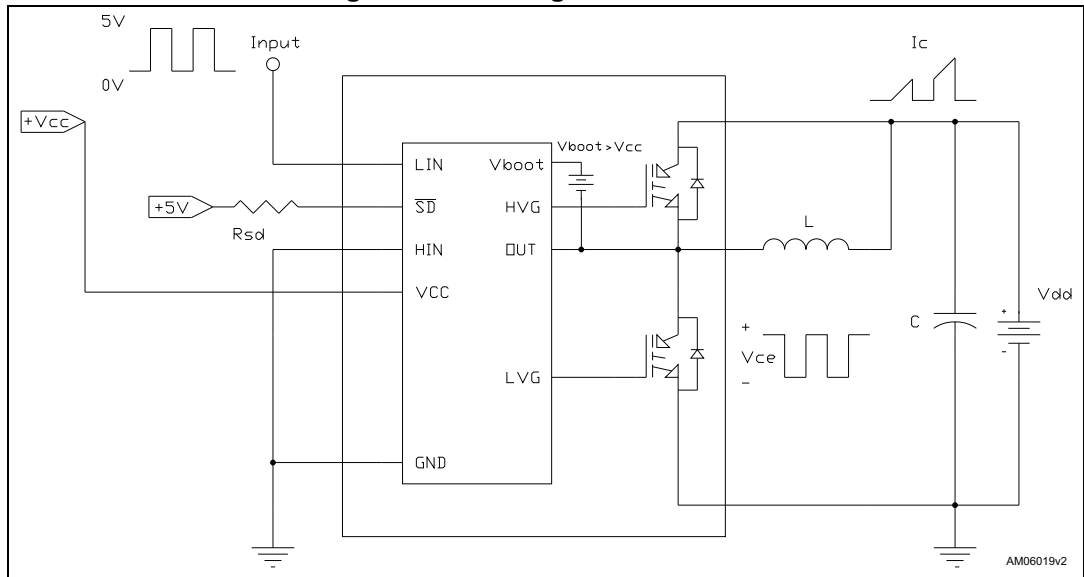 5V
0V
Input
Ic
+Vcc
Vboot>Vcc
LIN
Vboot
+5V
Rsd
SD
HVG
HIN
OUT
L
VCC
Vdd
+
-
C
+
Vce
-
LVG
GND
AM06019v2